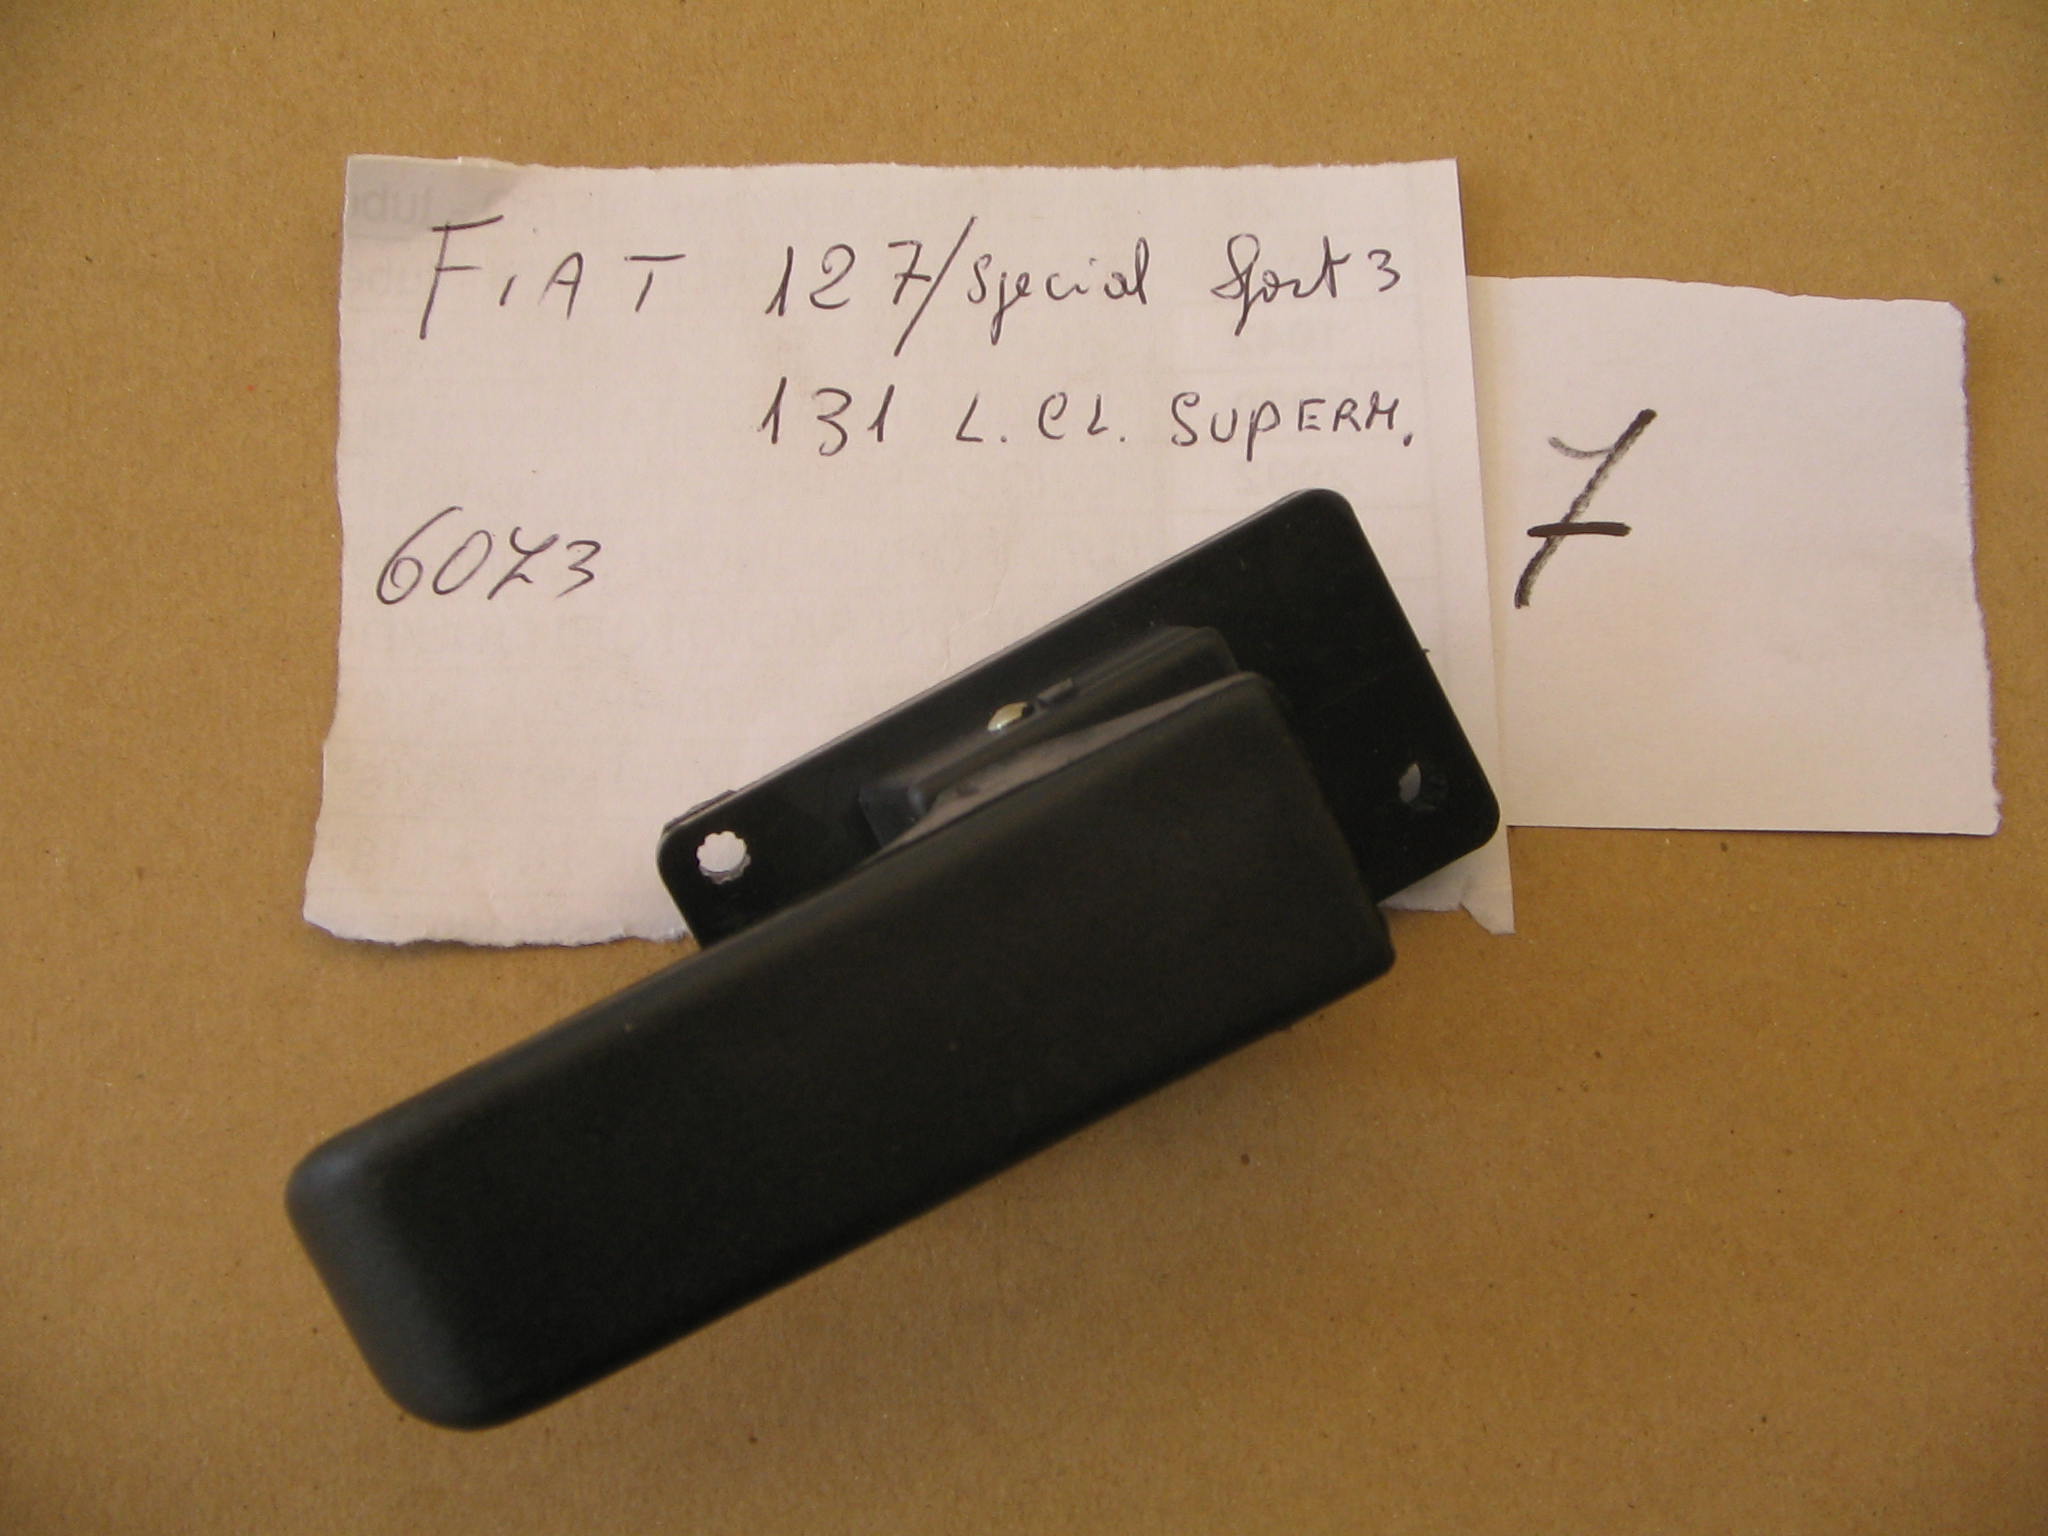 FiAT 127/Special Sport 3
131 L. CL. SUPERM.
6073
7